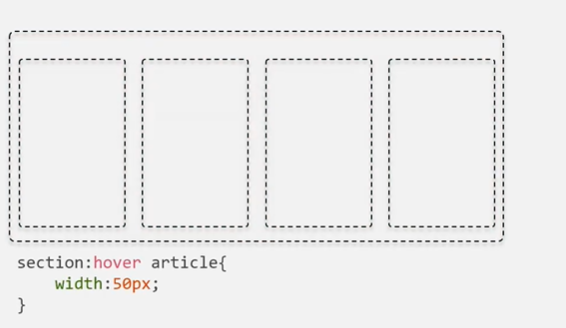 section:hover article{
    width:50px;
}